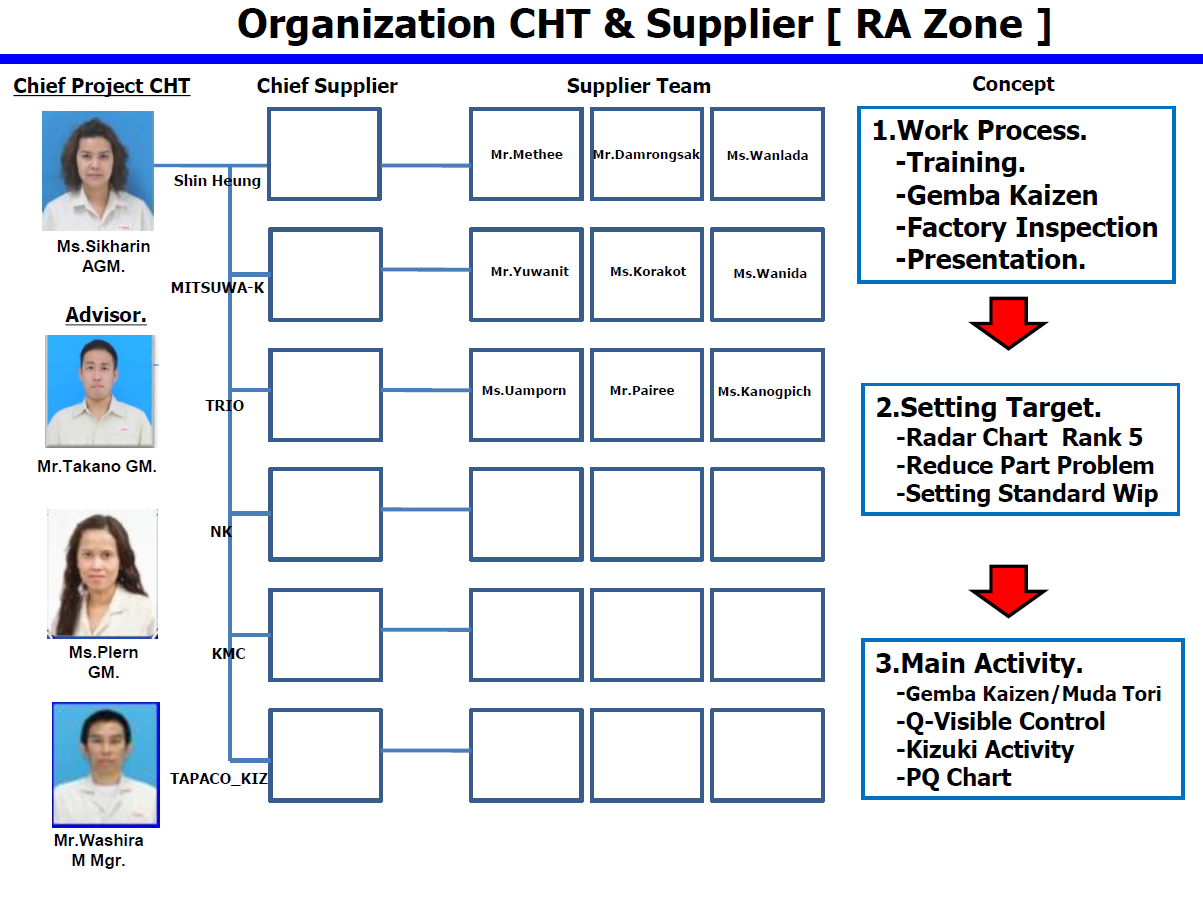 Organization CHT & Supplier [ RA Zone ]
Chief Project CHT
Chief Supplier
Supplier Team
Concept
Ms.Sikharin
AGM.
Advisor.
Mr.Takano GM.
Ms.Plern
GM.
Mr.Washira
M Mgr.
Shin Heung
Mr.Methee
Mr.Damrongsak
Ms.Wanlada
MITSUWA-K
Mr.Yuwanit
Ms.Korakot
Ms.Wanida
TRIO
Ms.Uamporn
Mr.Pairee
Ms.Kanogpich
NK
KMC
TAPACO_KIZ
1.Work Process.
-Training.
-Gemba Kaizen
-Factory Inspection
-Presentation.
2.Setting Target.
-Radar Chart  Rank 5
-Reduce Part Problem
-Setting Standard Wip
3.Main Activity.
-Gemba Kaizen/Muda Tori
-Q-Visible Control
-Kizuki Activity
-PQ Chart